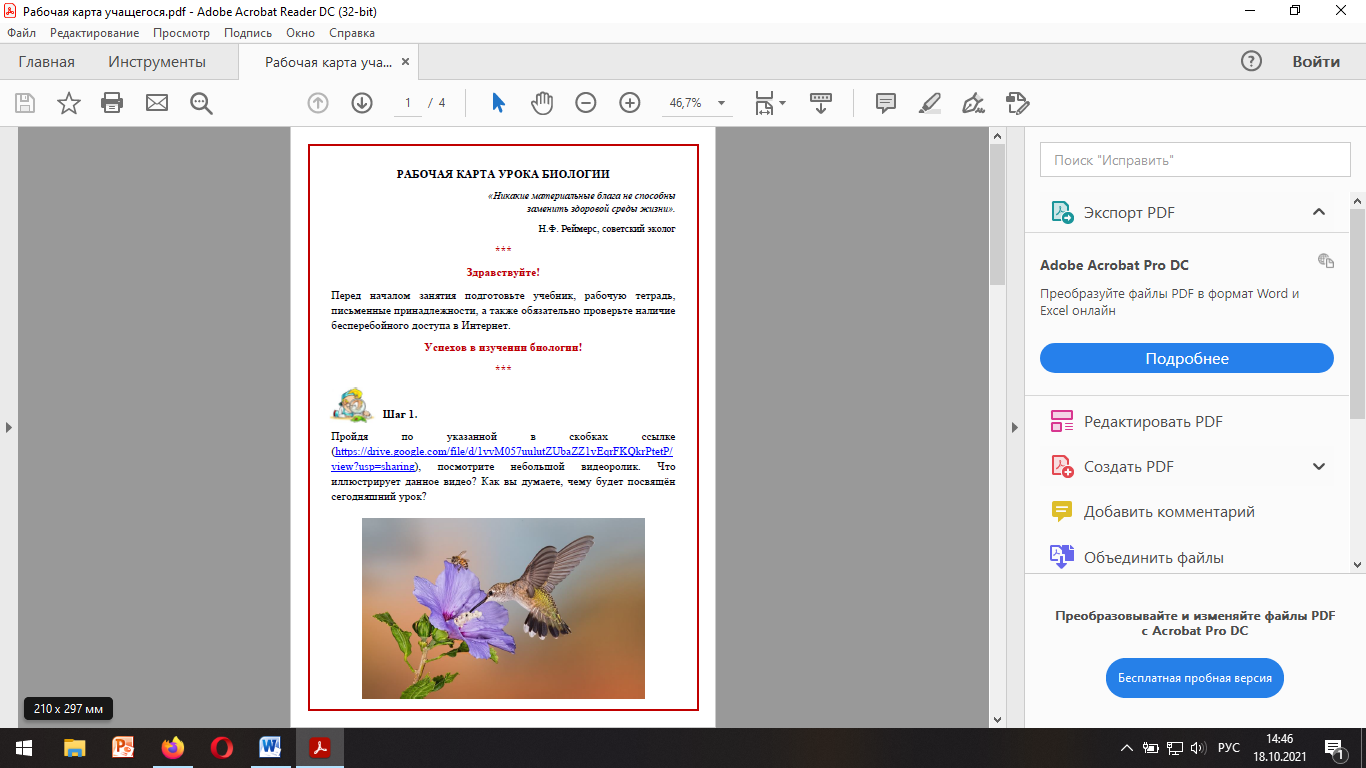 Рабочая карта учащегося.pdf - Adobe Acrobat Reader DC (32-bit)
Файл Редактирование Просмотр Подпись Окно Справка
Главная Инструменты Рабочая карта уча... × Войти
1 / 4 46,7%
РАБОЧАЯ КАРТА УРОКА БИОЛОГИИ
«Никакие материальные блага не способны
заменить здоровой среды жизни».
Н.Ф. Реймерс, советский эколог
***
Здравствуйте!
Перед началом занятия подготовьте учебник, рабочую тетрадь,
письменные принадлежности, а также обязательно проверьте наличие
бесперебойного доступа в Интернет.
Успехов в изучении биологии!
***
Шаг 1.
Пройдя по указанной в скобках ссылке
(https://drive.google.com/file/d/1vvM057uulutZUbaZZ1vEqrFKQkrPtetP/
view?usp=sharing), посмотрите небольшой видеоролик. Что
иллюстрирует данное видео? Как вы думаете, чему будет посвящён
сегодняшний урок?
210 x 297 мм
Поиск "Исправить"
Экспорт PDF
Adobe Acrobat Pro DC
Преобразуйте файлы PDF в формат Word и
Excel онлайн
Подробнее
Редактировать PDF
Создать PDF
Добавить комментарий
Объединить файлы
Преобразовывайте и изменяйте файлы PDF
с Acrobat Pro DC
Бесплатная пробная версия
РУС
14:46
18.10.2021
1